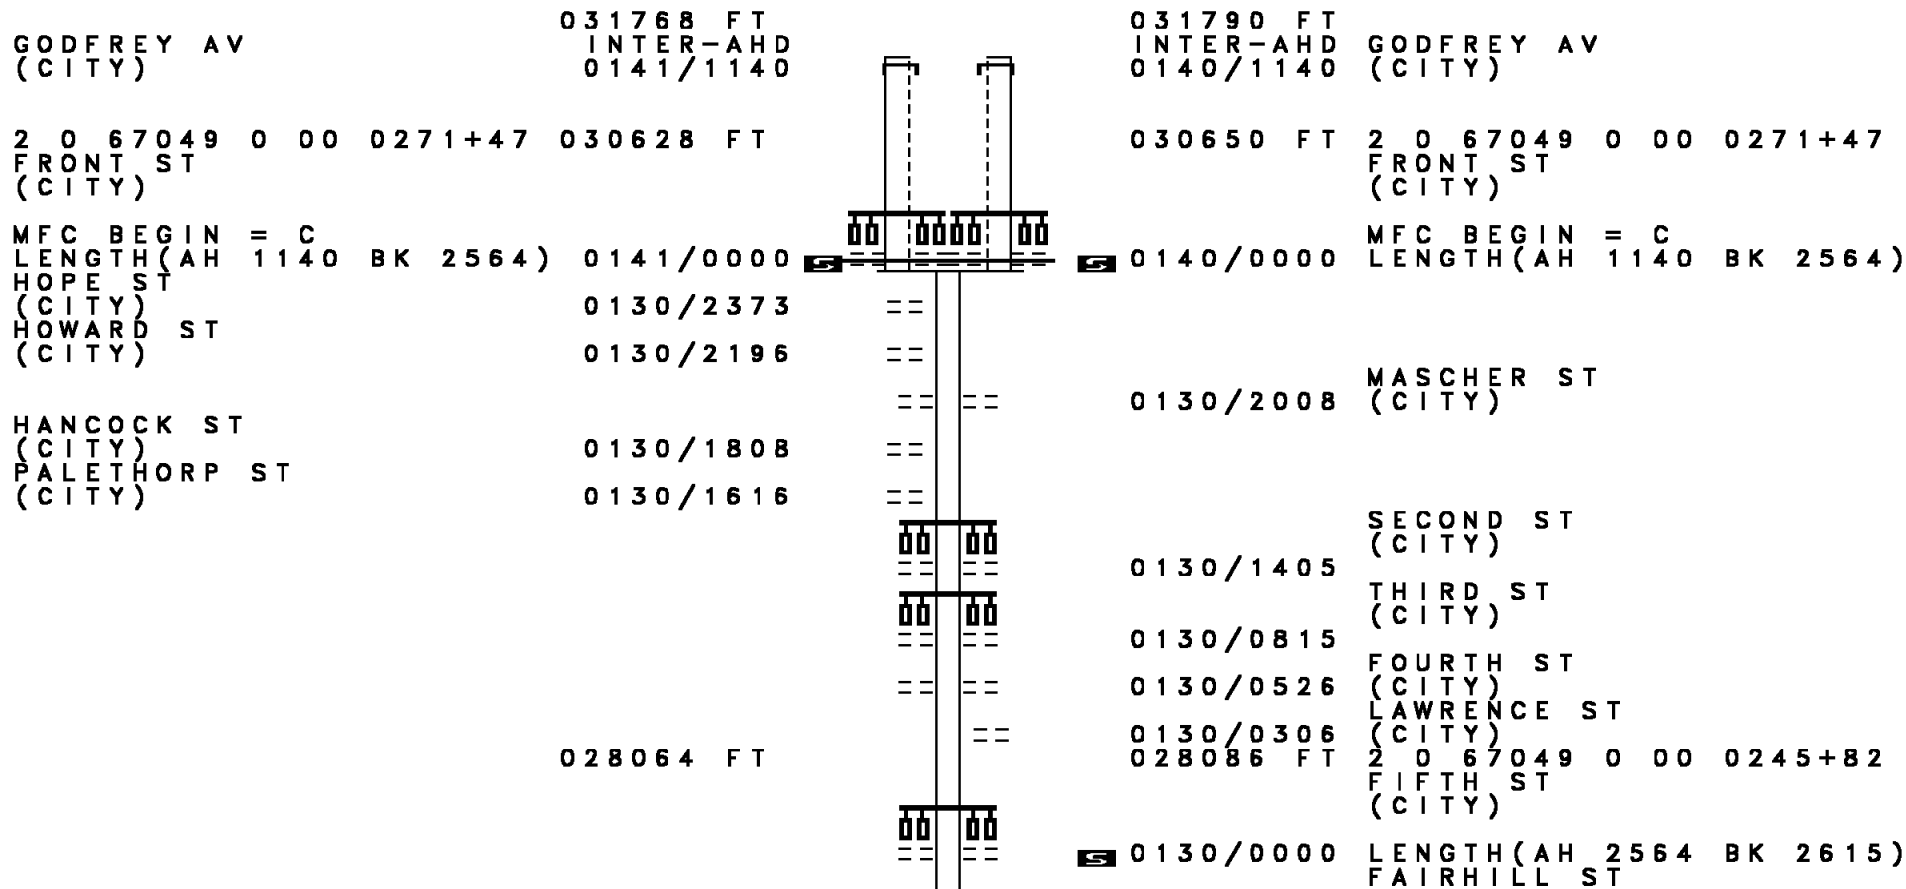 031768 FT 031790 FT
GODFREY AV INTER-AHD INTER-AHD GODFREY AV
(CITY) 0141/1140 0140/1140 (CITY)
2 0 67049 0 00 0271+47 030628 FT 030650 FT 2 0 67049 0 00 0271+47
FRONT ST FRONT ST
(CITY) (CITY)
MFC BEGIN = C MFC BEGIN = C
LENGTH(AH 1140 BK 2564) 0141/0000 S S 0140/0000 LENGTH(AH 1140 BK 2564)
HOPE ST
(CITY) 0130/2373
HOWARD ST
(CITY) 0130/2196
MASCHER ST
0130/2008 (CITY)
HANCOCK ST
(CITY) 0130/1808
PALETHORP ST
(CITY) 0130/1616
SECOND ST
(CITY)
0130/1405
THIRD ST
(CITY)
0130/0815
FOURTH ST
0130/0526 (CITY)
LAWRENCE ST
0130/0306 (CITY)
028064 FT 028086 FT 2 0 67049 0 00 0245+82
FIFTH ST
(CITY)
S 0130/0000 LENGTH(AH 2564 BK 2615)
FAIRHILL ST